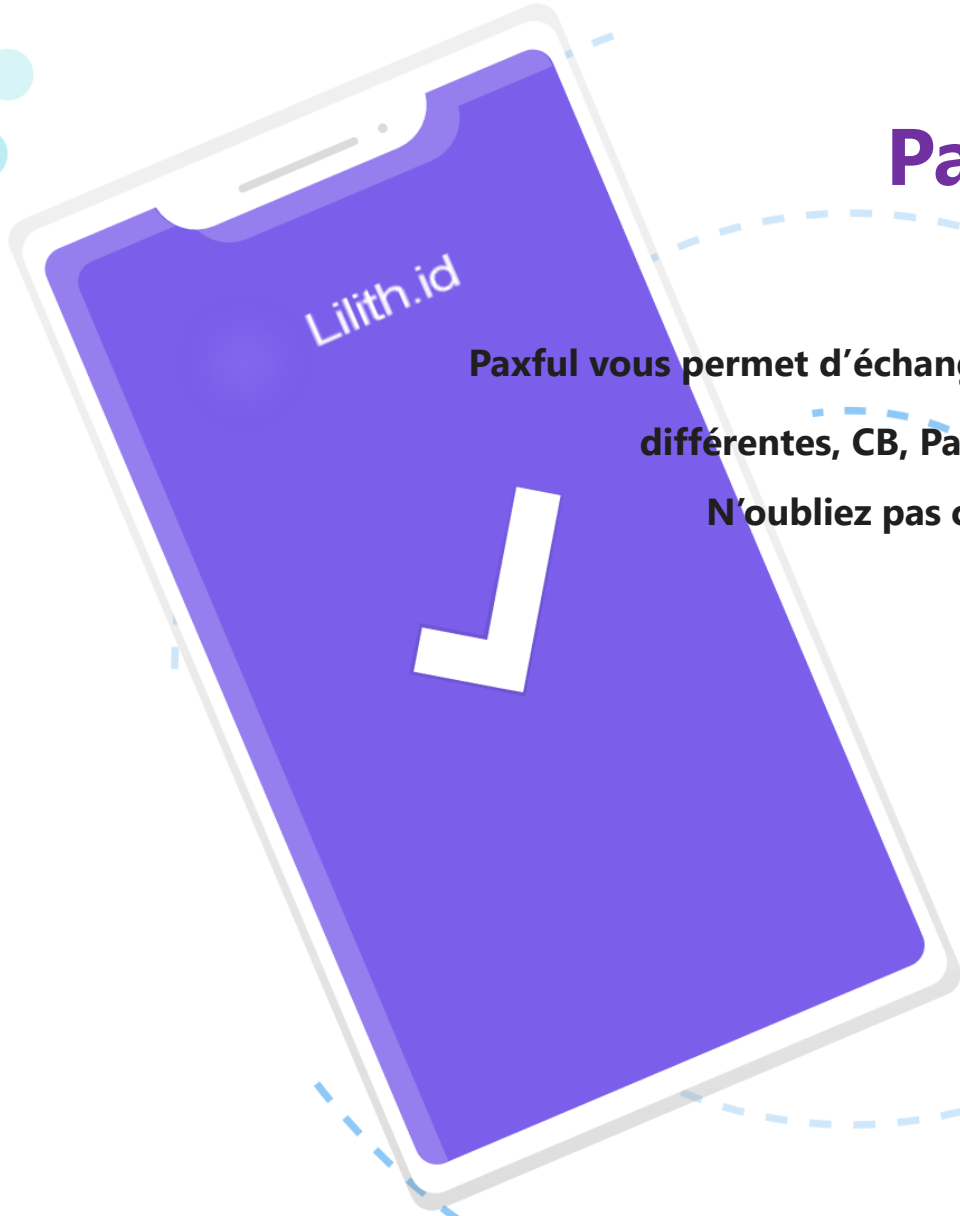 Pa
Lilith.id
Paxful vous permet d’échang
différentes, CB, Pa
N’oubliez pas